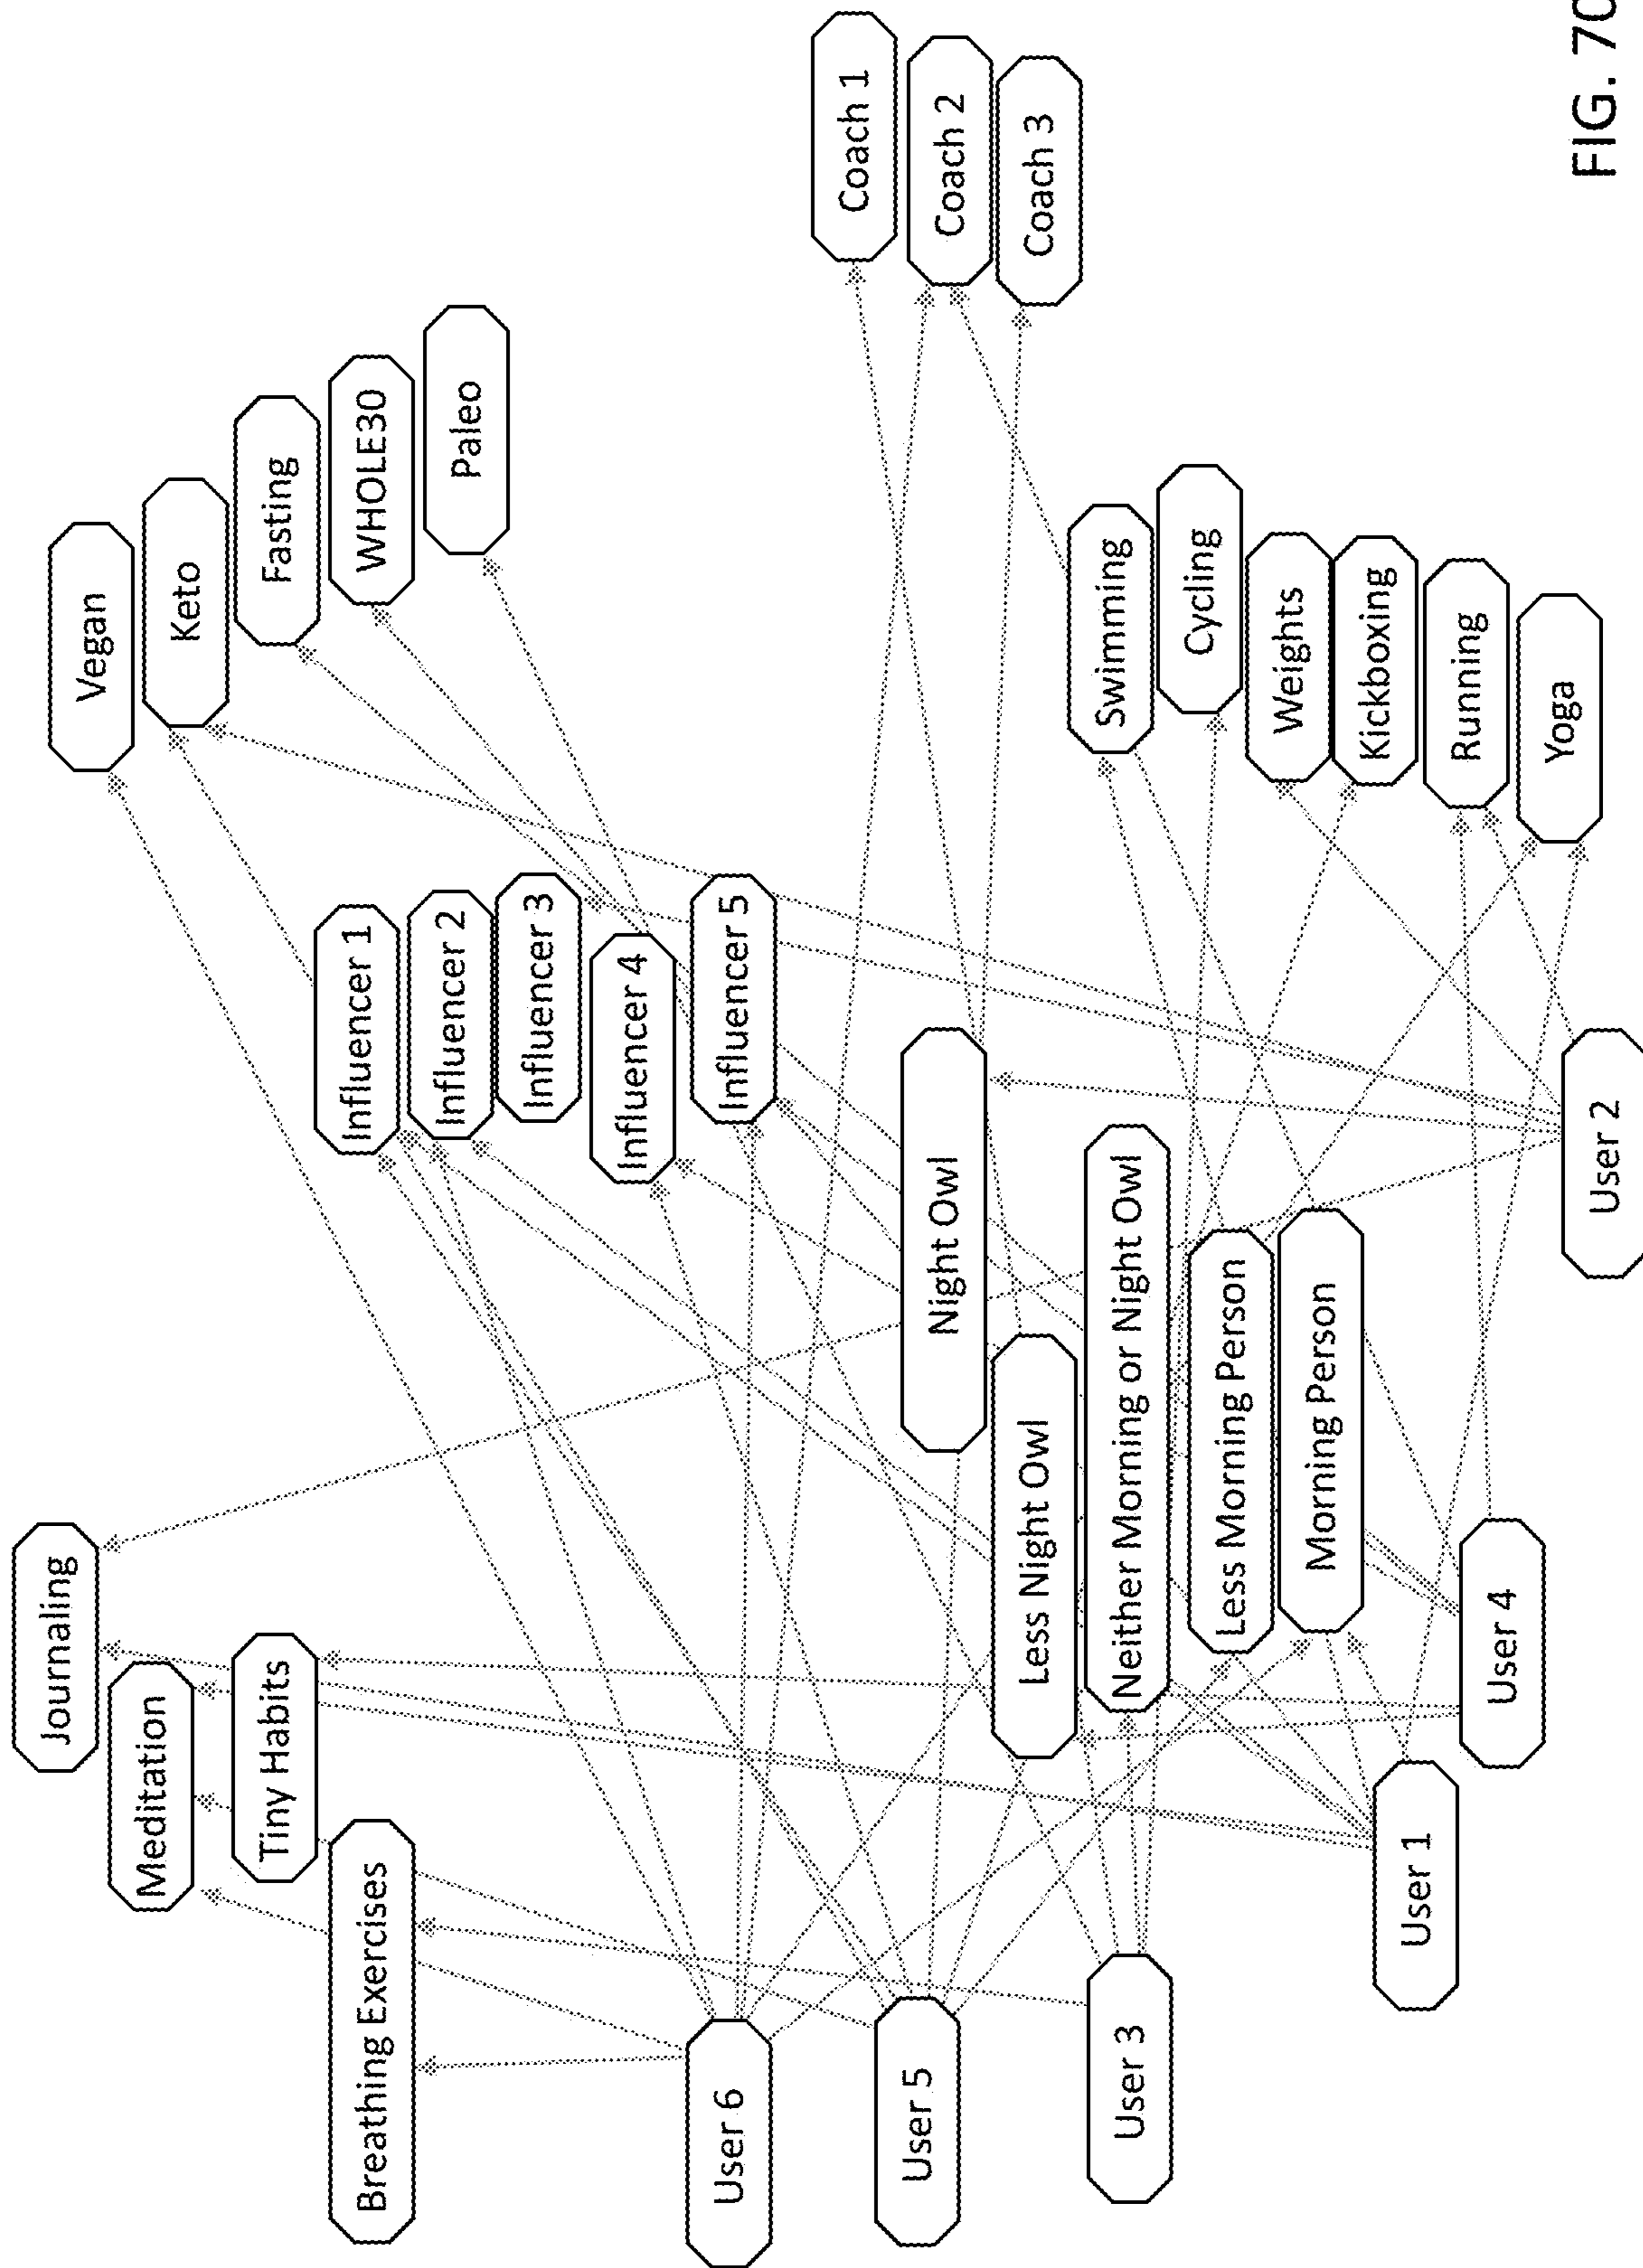 Journaling
Meditation
Tiny Habits
Breathing Exercises
Vegan
Keto
Fasting
WHOLE30
Paleo
Influencer 1
Influencer 2
Influencer 3
Influencer 4
Influencer 5
User 6
User 5
User 3
User 1
User 4
User 2
Night Owl
Less Night Owl
Neither Morning or Night Owl
Less Morning Person
Morning Person
Coach 1
Coach 2
Coach 3
Swimming
Cycling
Weights
Kickboxing
Running
Yoga